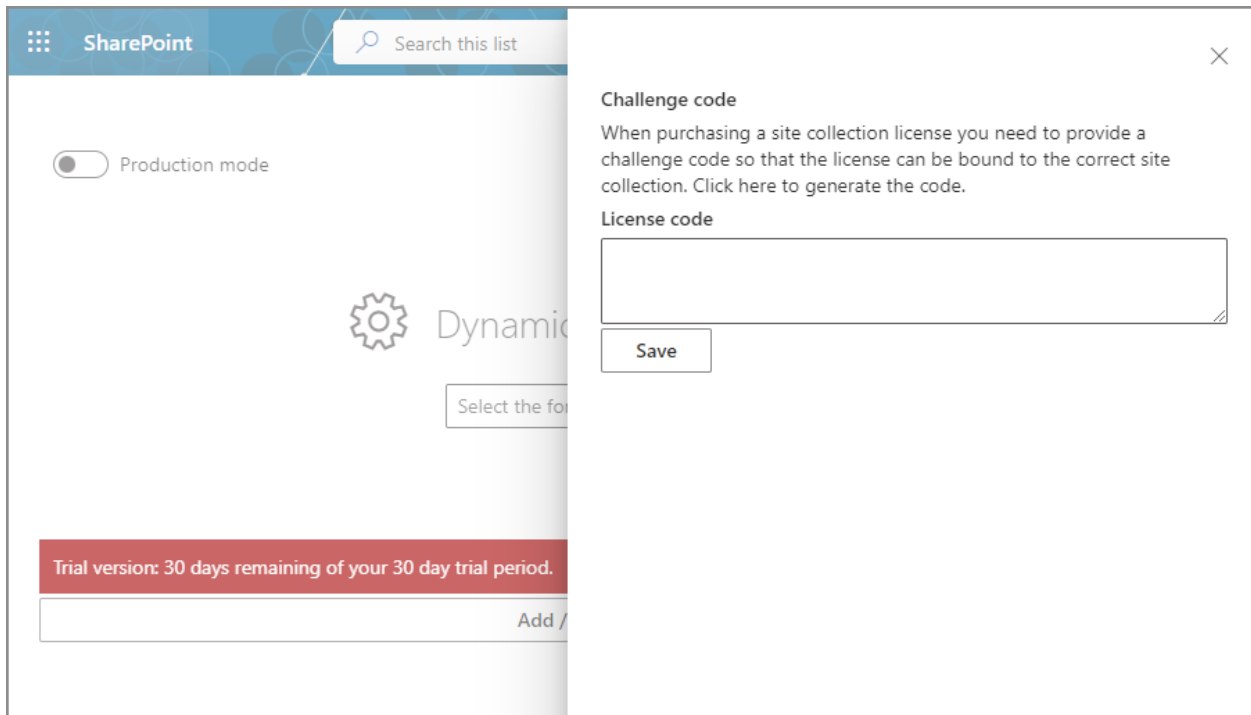 SharePoint
Search this list
Production mode
Dynamic
Select the for
Trial version: 30 days remaining of your 30 day trial period.
Add /
Challenge code
When purchasing a site collection license you need to provide a
challenge code so that the license can be bound to the correct site
collection. Click here to generate the code.
License code
Save